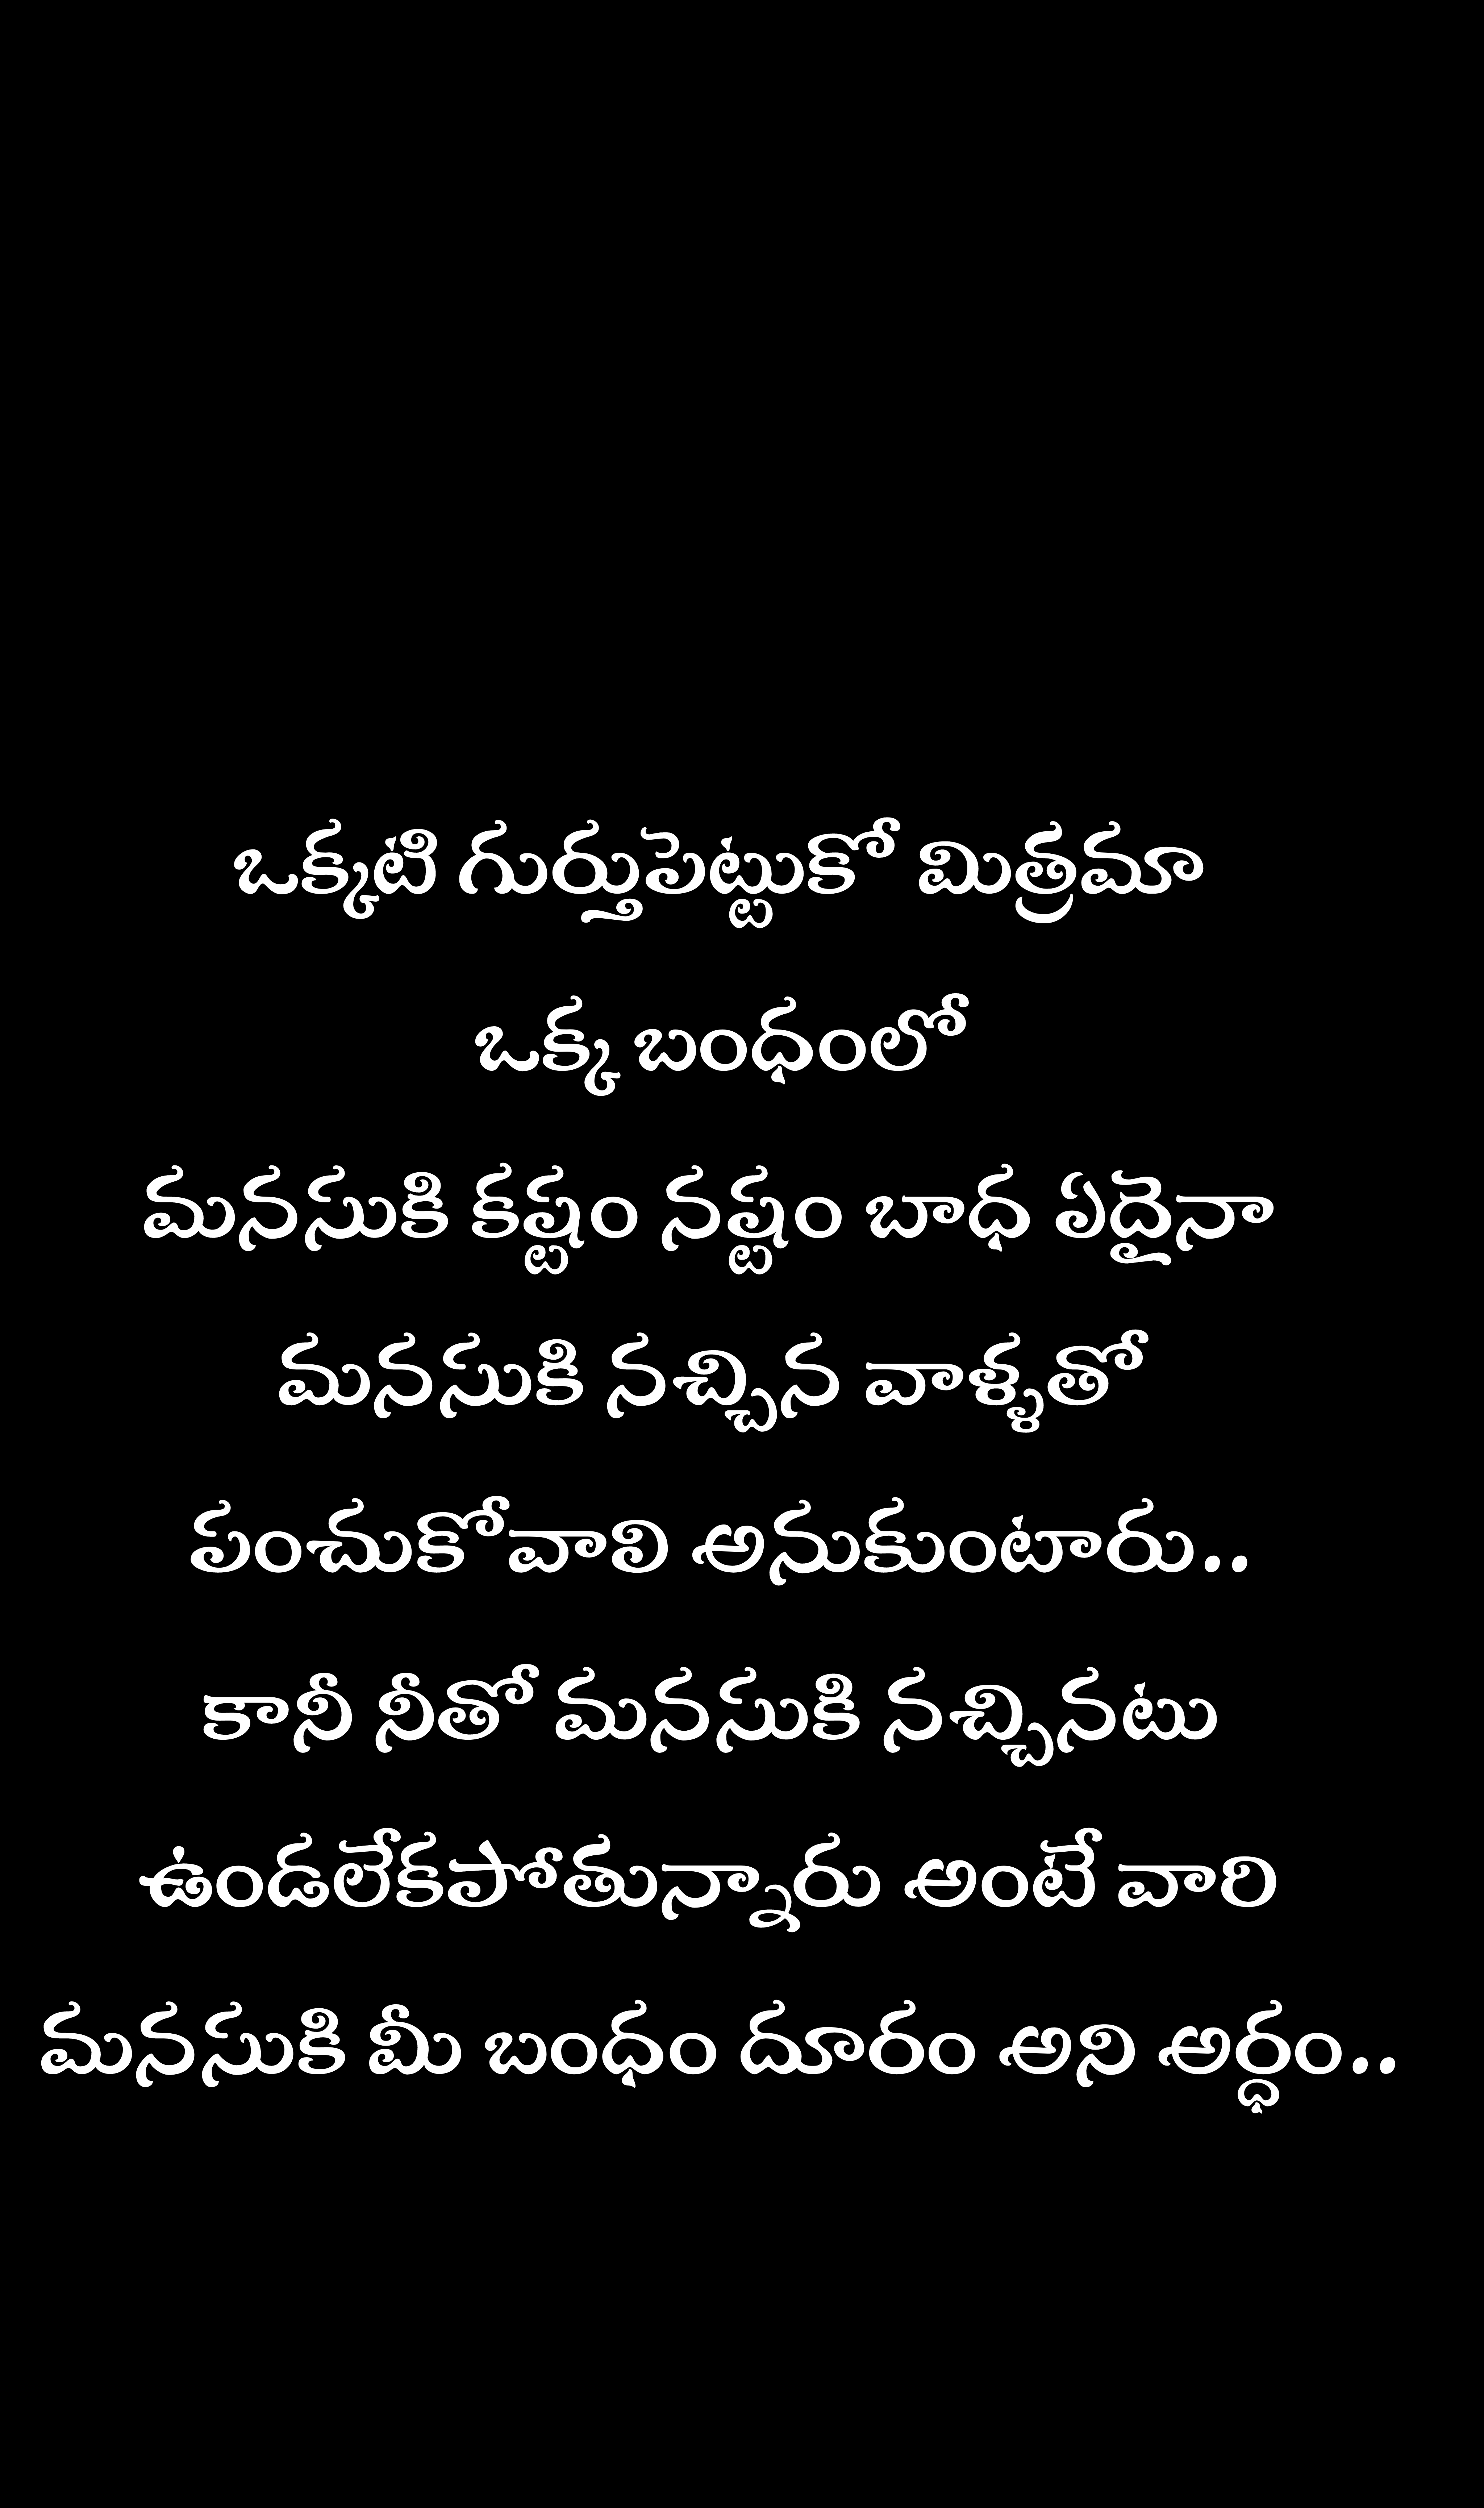 ఒక్కటి గుర్తుపెట్టుకో బుుద్రమా
ఒక్క బంధంలో
మనసుకి కష్టం నష్టం బాధ ఏదైనా
మనసుకి నచ్చిన వాళ్ళతో
పంచుకోవాలి అనుకుంటారు..
కానీ నీతో మనసుకి నచ్చినటు
ఉండలేకపోతున్నారు అంటే వాల
మనసుకి మీ బంధం దూరం అని అర్ధం..